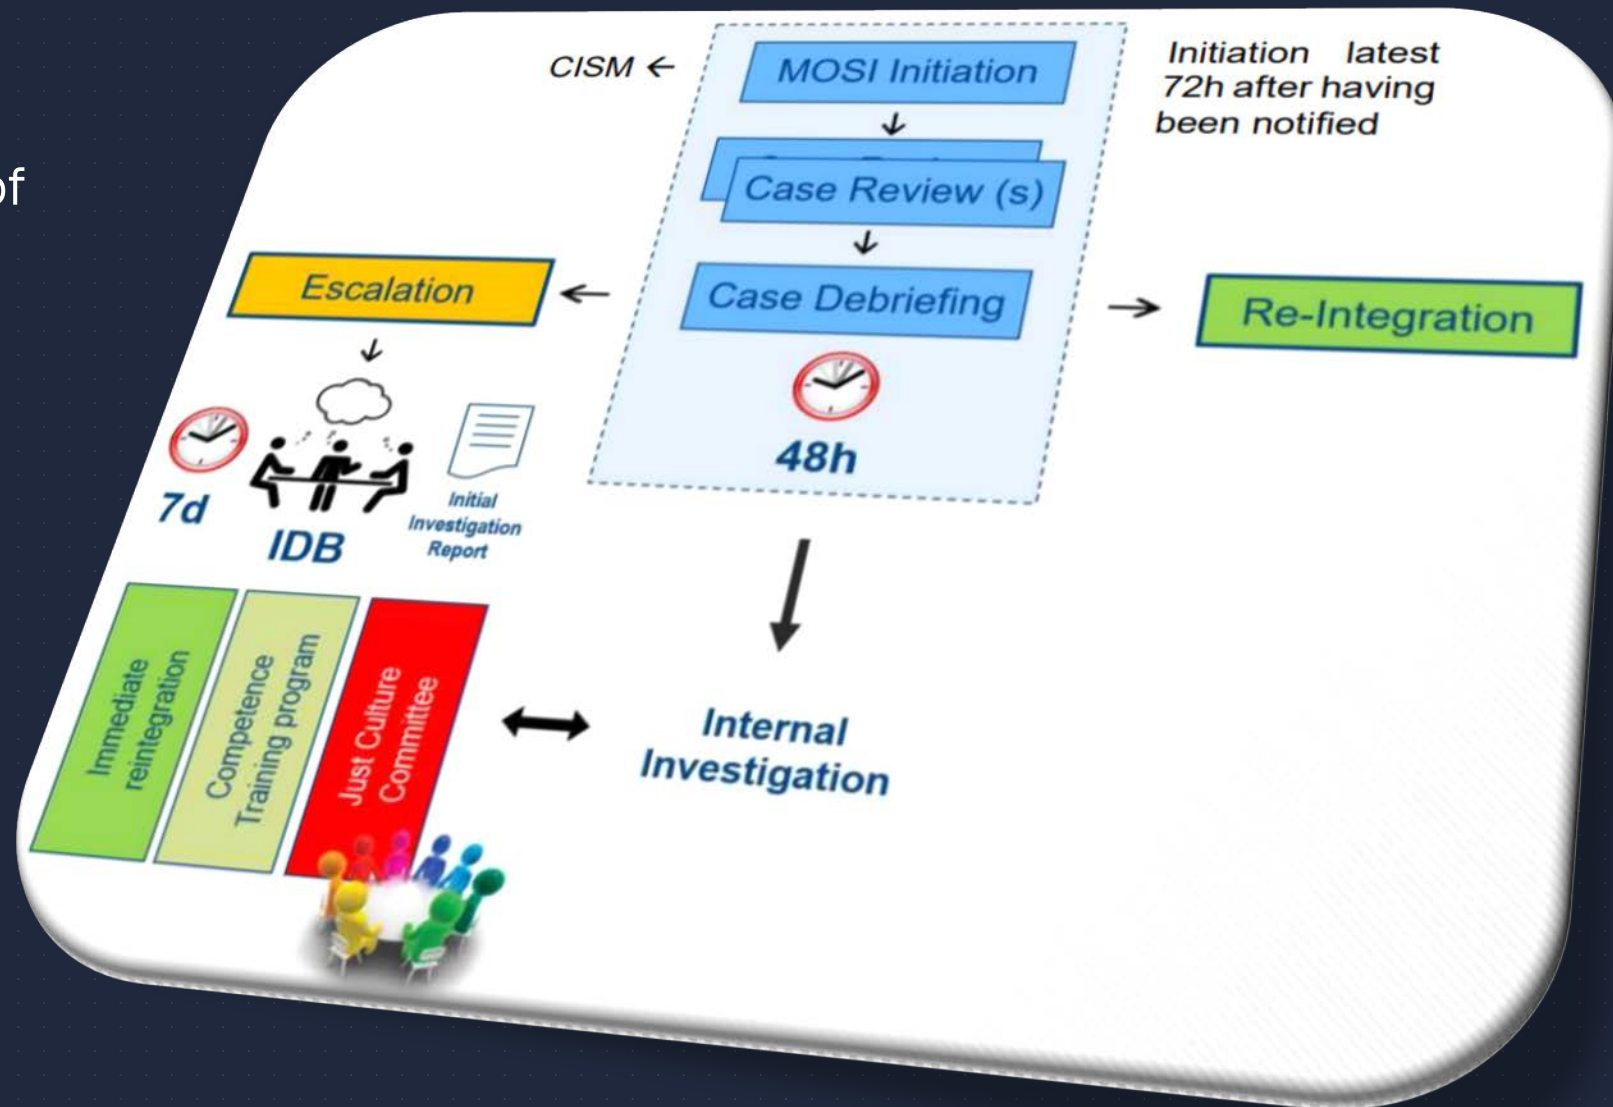 of
CISM ←
MOSI Initiation
Initiation latest
72h after having
been notified
Case Review (s)
Escalation
Case Debriefing
Re-Integration
48h
7d
IDB
Initial
Investigation
Report
Immediate
reintegration
Competence
Training program
Just Culture
Committee
Internal
Investigation